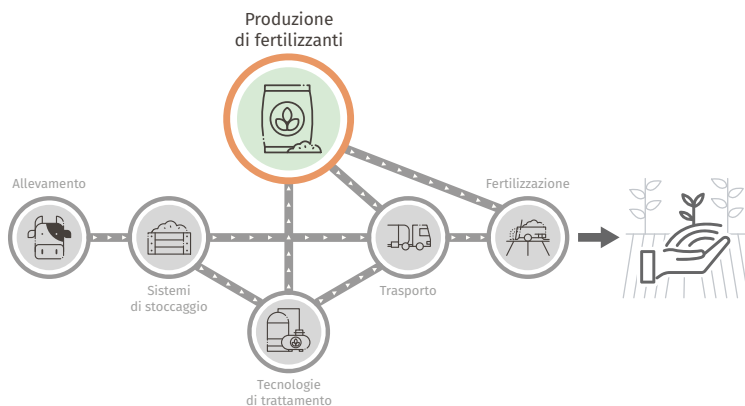 Produzione
di fertilizzanti
Allevamento
Fertilizzazione
Sistemi
di stoccaggio
Trasporto
Tecnologie
di trattamento